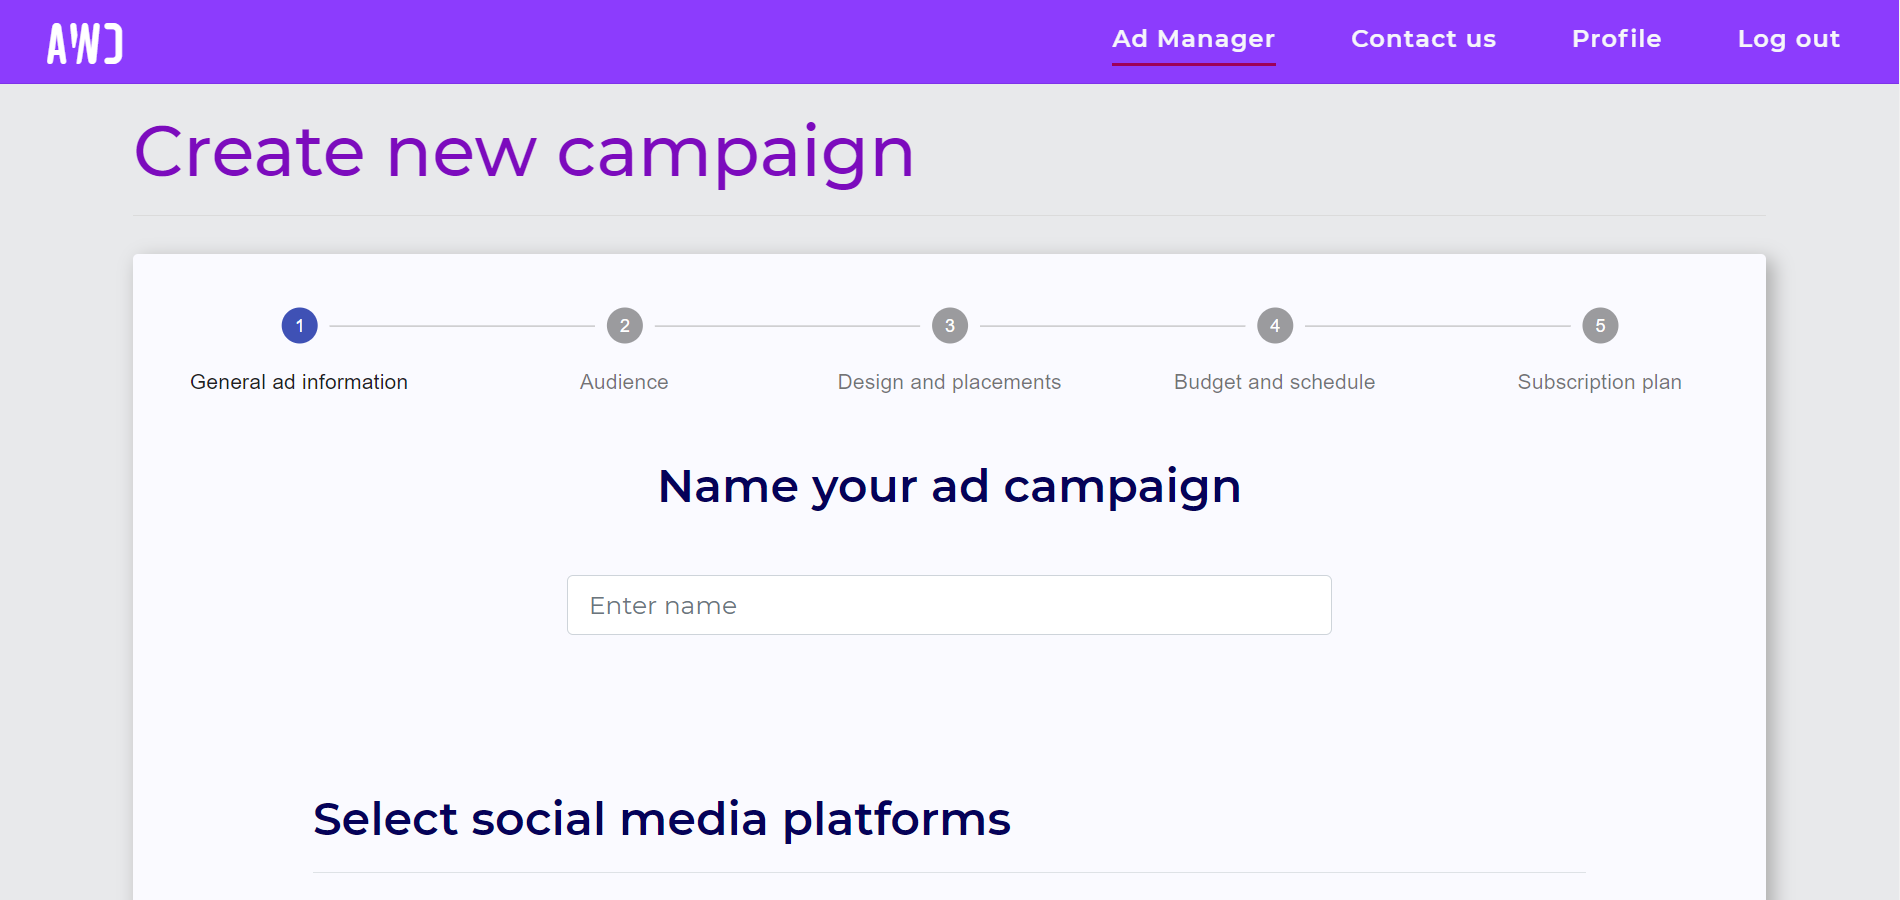 AWD
Ad Manager Contact us Profile Log out
Create new campaign
1 2 3 4 5
General ad information Audience Design and placements Budget and schedule Subscription plan
Name your ad campaign
Enter name
Select social media platforms